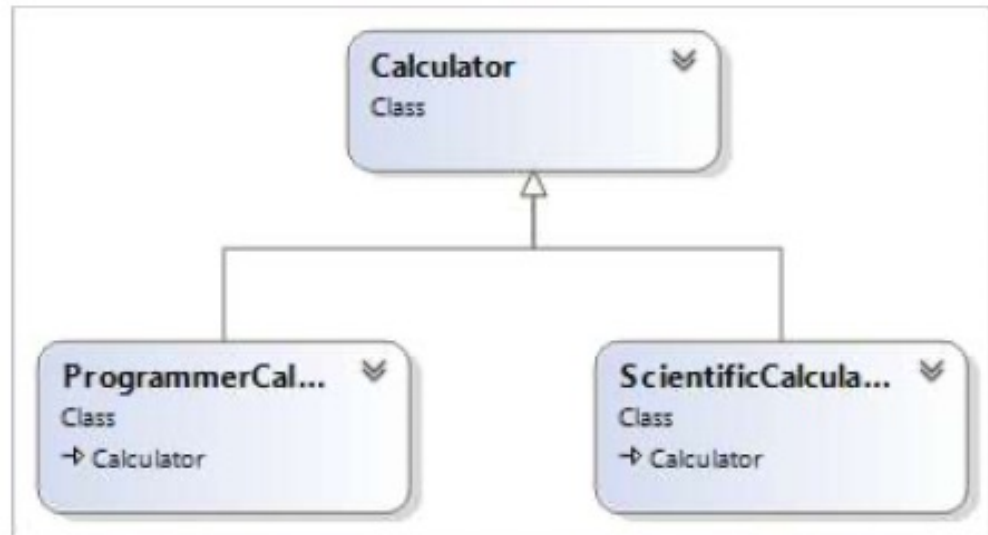 Calculator
Class
ProgrammerCal...
Class
Calculator
ScientificCalcula...
Class
Calculator